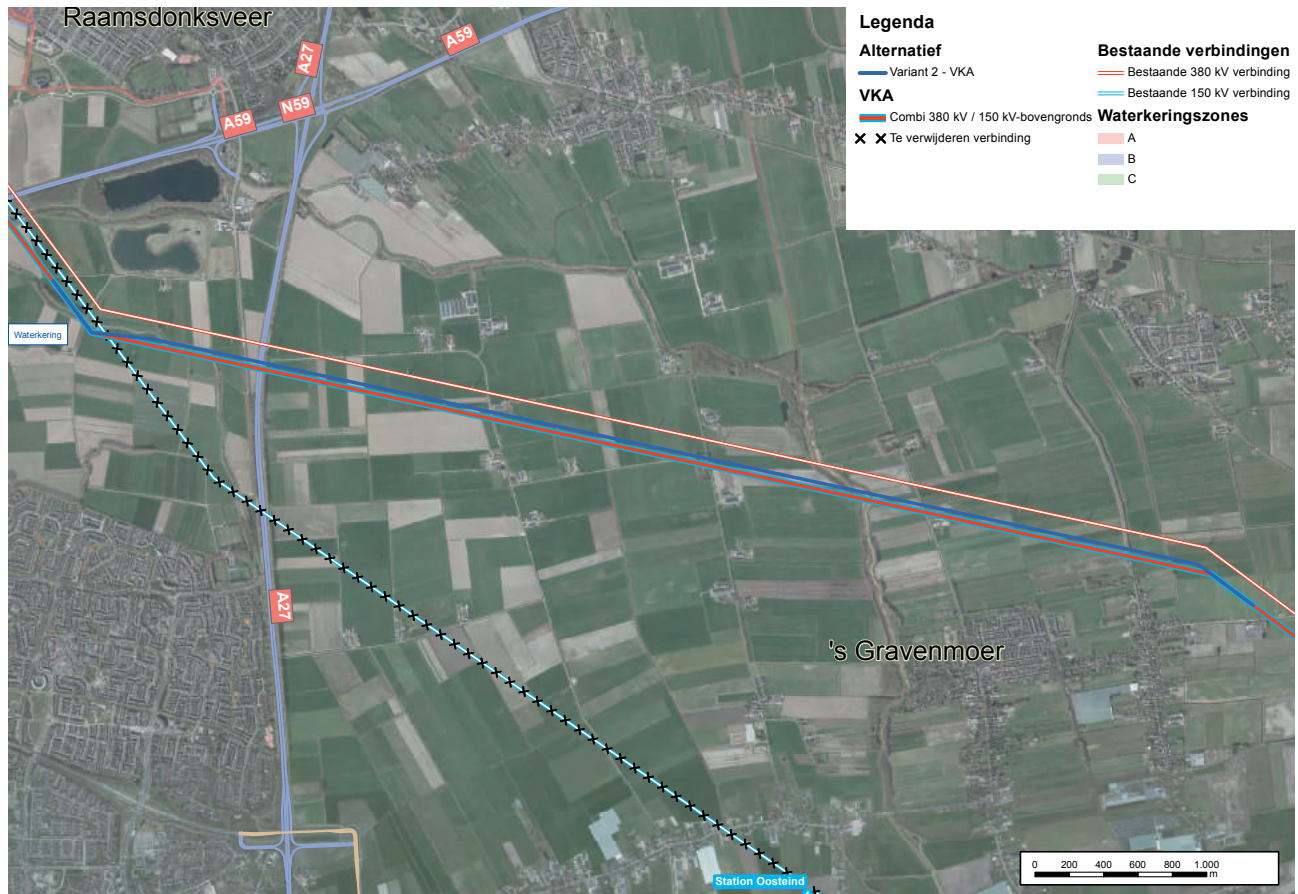 Raamsdonksveer
A27
A59
A59
N59
Waterkering
A27
's Gravenmoer
Station Oosteind
Legenda
Alternatief
Variant 2 - VKA
VKA
Combi 380 kV / 150 kV-bovengronds
Te verwijderen verbinding
Bestaande verbindingen
Bestaande 380 kV verbinding
Bestaande 150 kV verbinding
Waterkeringszones
A
B
C
0 200 400 600 800 1.000
m